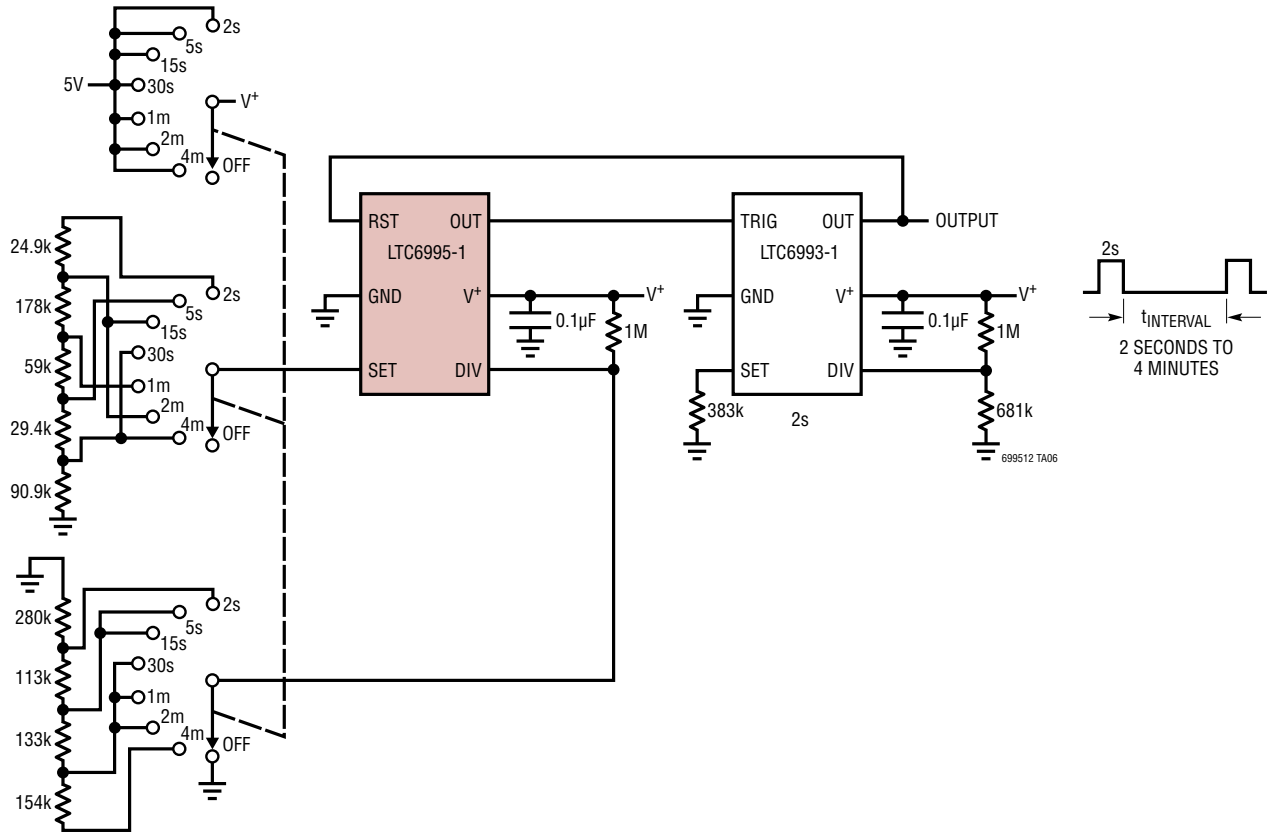 2s
5s
15s
5V
30s
V+
1m
2m
4m
OFF
24.9k
178k
59k
29.4k
90.9k
2s
5s
15s
30s
1m
2m
4m
OFF
280k
113k
133k
154k
2s
5s
15s
30s
1m
2m
4m
OFF
RST OUT
LTC6995-1
GND V+
SET DIV
0.1µF
1M
V+
TRIG OUT
LTC6993-1
GND V+
SET DIV
OUTPUT
0.1µF
1M
V+
383k
2s
681k
699512 TA06
2s
tINTERVAL
2 SECONDS TO
4 MINUTES